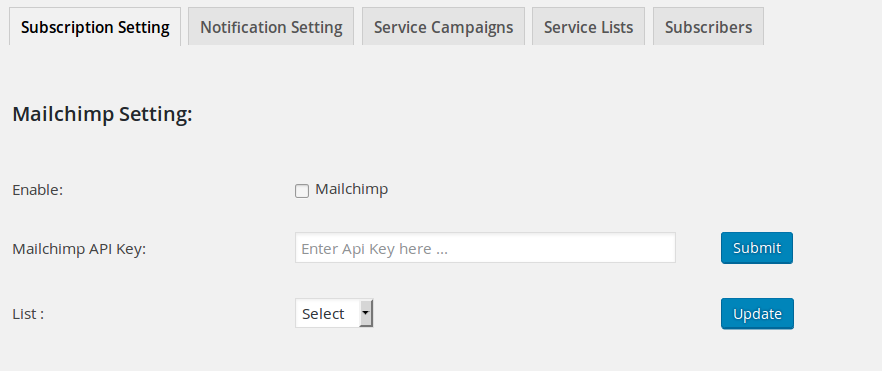 Subscription Setting Notification Setting Service Campaigns Service Lists Subscribers
Mailchimp Setting:
Enable: Mailchimp
Mailchimp API Key: Enter Api Key here ... Submit
List : Select Update